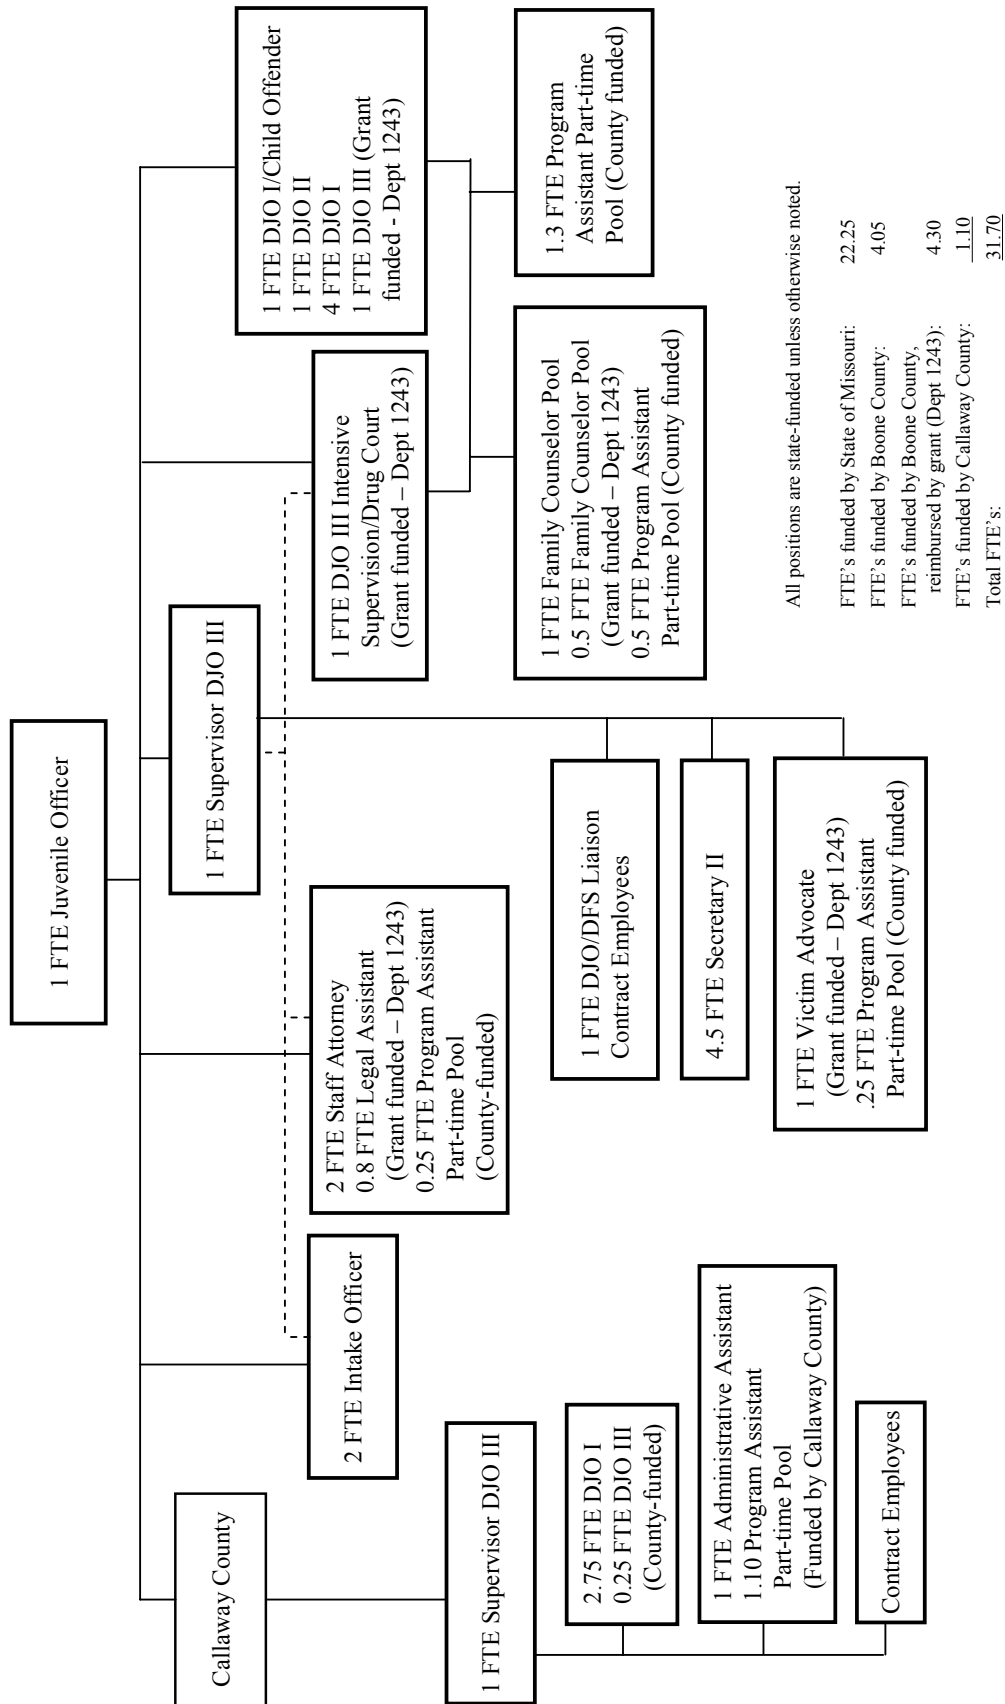 1 FTE Juvenile Officer
Callaway County
1 FTE Supervisor DJO III
2.75 FTE DJO I
0.25 FTE DJO III
(County-funded)
1 FTE Administrative Assistant
1.10 Program Assistant
Part-time Pool
(Funded by Callaway County)
Contract Employees
2 FTE Intake Officer
2 FTE Staff Attorney
0.8 FTE Legal Assistant
(Grant funded – Dept 1243)
0.25 FTE Program Assistant
Part-time Pool
(County-funded)
1 FTE Supervisor DJO III
1 FTE DJO/DFS Liaison
Contract Employees
4.5 FTE Secretary II
1 FTE Victim Advocate
(Grant funded – Dept 1243)
.25 FTE Program Assistant
Part-time Pool (County funded)
1 FTE DJO III Intensive
Supervision/Drug Court
(Grant funded – Dept 1243)
1 FTE DJO I/Child Offender
1 FTE DJO II
4 FTE DJO I
1 FTE DJO III (Grant
funded - Dept 1243)
1 FTE Family Counselor Pool
0.5 FTE Family Counselor Pool
(Grant funded – Dept 1243)
0.5 FTE Program Assistant
Part-time Pool (County funded)
1.3 FTE Program
Assistant Part-time
Pool (County funded)
All positions are state-funded unless otherwise noted.
FTE’s funded by State of Missouri: 22.25
FTE’s funded by Boone County: 4.05
FTE’s funded by Boone County,
reimbursed by grant (Dept 1243): 4.30
FTE’s funded by Callaway County: 1.10
Total FTE’s: 31.70